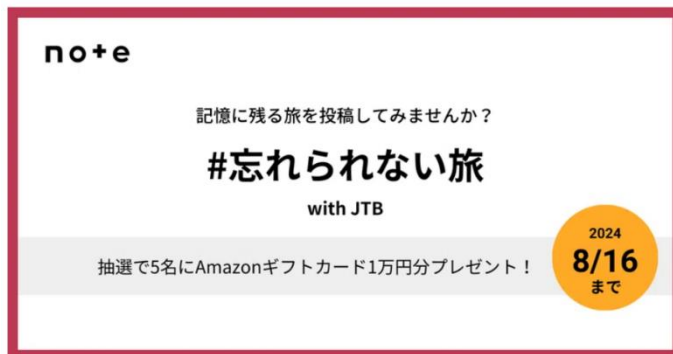 note
記憶に残る旅を投稿してみませんか？
#忘れられない旅
with JTB
抽選で5名にAmazonギフトカード1万円分プレゼント！
2024
8/16
まで